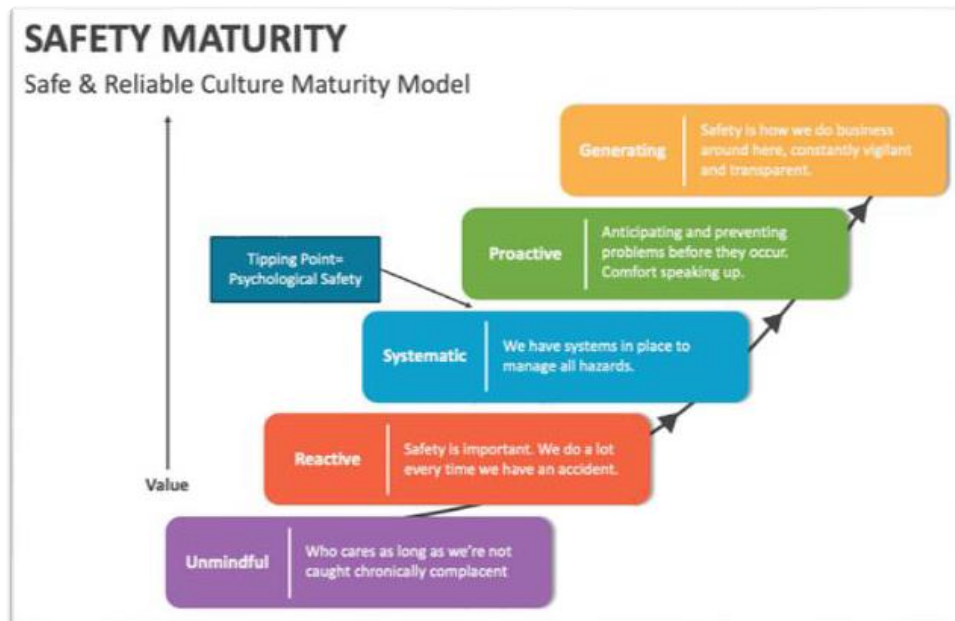 SAFETY MATURITY
Safe & Reliable Culture Maturity Model
Generating
Safety is how we do business
around here, constantly vigilant
and transparent.
Proactive
Anticipating and preventing
problems before they occur.
Comfort speaking up.
Tipping Point=
Psychological Safety
Systematic
We have systems in place to
manage all hazards.
Reactive
Safety is important. We do a lot
every time we have an accident.
Value
Unmindful
Who cares as long as we're not
caught chronically complacent